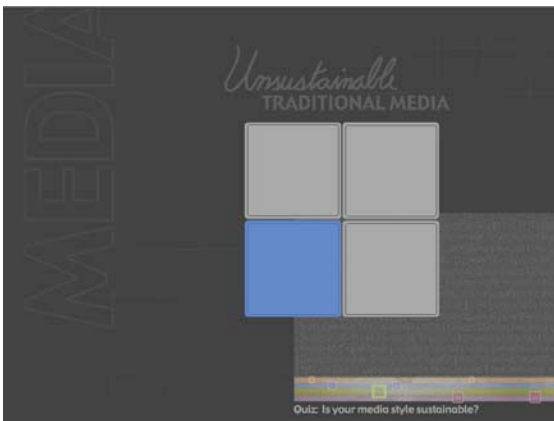 MEDIA
Unsustainable
TRADITIONAL MEDIA
Quiz: Is your media style sustainable?